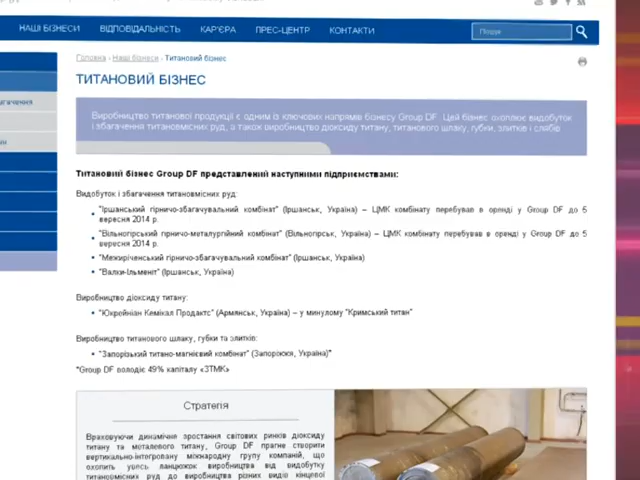 НАШІ БІЗНЕСИ ВІДПОВІДАЛЬНІСТЬ КАР'ЄРА ПРЕС-ЦЕНТР КОНТАКТИ Пошук
Головна › Наші бізнеси › Титановий бізнес
ТИТАНОВИЙ БІЗНЕС
Виробництво титанової продукції є одним із ключових напрямів бізнесу Group DF. Цей бізнес охоплює видобуток
і збагачення титановмісних руд, а також виробництво діоксиду титану, титанового шлаку, губки, злитків і слябів
Титановий бізнес Group DF представлений наступними підприємствами:
Видобуток і збагачення титановмісних руд:
"Іршанський гірничо-збагачувальний комбінат" (Іршанськ, Україна) – ЦМК комбінату перебував в оренді у Group DF до 6
вересня 2014 р.
"Вільногірський гірничо-металургійний комбінат" (Вільногірськ, Україна) – ЦМК комбінату перебував в оренді у Group DF до 5
вересня 2014 р.
"Межиріченський гірничо-збагачувальний комбінат" (Іршанськ, Україна)
"Валки-Ільменіт" (Іршанськ, Україна)
Виробництво діоксиду титану:
"Юкрейніан Кемікал Продактс" (Армянськ, Україна) – у минулому "Кримський титан"
Виробництво титанового шлаку, губки та злитків:
"Запорізький титано-магнієвий комбінат" (Запоріжжя, Україна)*
*Group DF володіє 49% капіталу «ЗТМК»
Стратегія
Враховуючи динамічне зростання світових ринків діоксиду
титану та металевого титану, Group DF прагне створити
вертикально-інтегровану міжнародну групу компаній, що
охопить увесь ланцюжок виробництва від видобутку
титановмісних руд до виробництва різних видів кінцевої